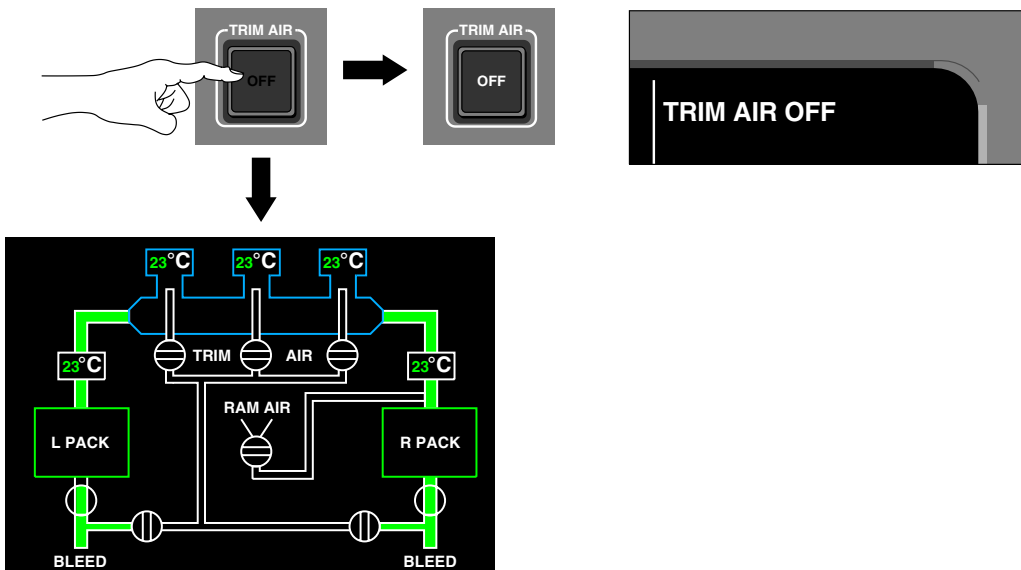 TRIM AIR
OFF
TRIM AIR
OFF
TRIM AIR OFF
23°C 23°C 23°C
TRIM AIR
23°C 23°C
RAM AIR
L PACK R PACK
BLEED BLEED